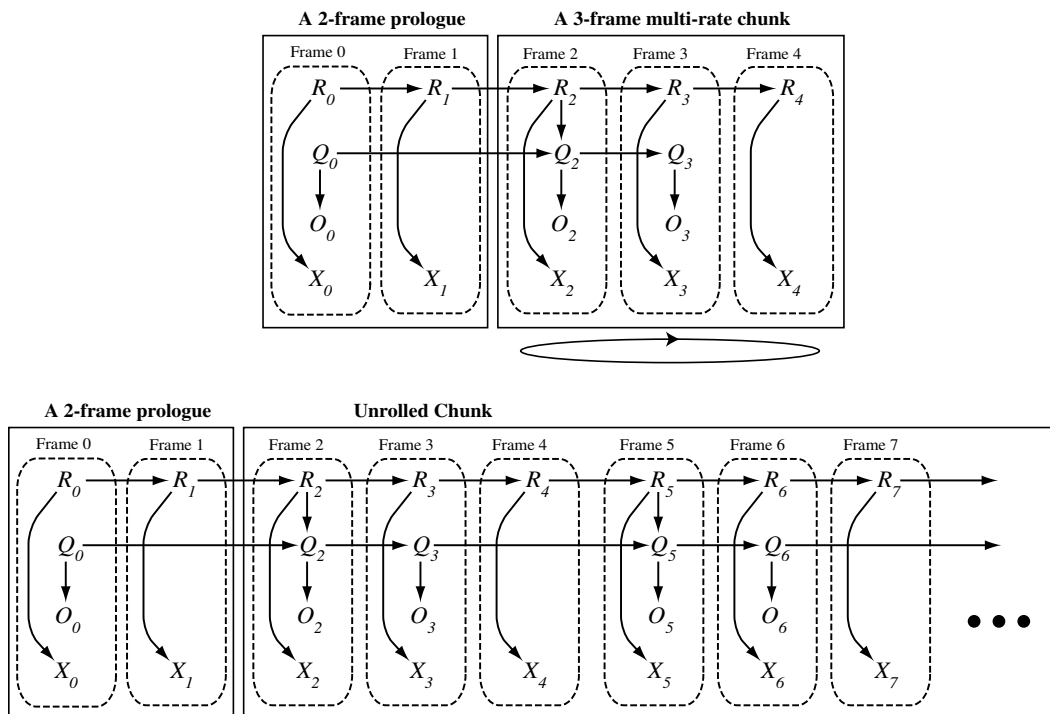 A 2-frame prologue A 3-frame multi-rate chunk
Frame 0 Frame 1 Frame 2 Frame 3 Frame 4
R0 R1 R2 R3 R4
Q0 Q2 Q3
O0 O2 O3
X0 X1 X2 X3 X4
A 2-frame prologue Unrolled Chunk
Frame 0 Frame 1 Frame 2 Frame 3 Frame 4 Frame 5 Frame 6 Frame 7
R0 R1 R2 R3 R4 R5 R6 R7
Q0 Q2 Q3 Q5 Q6
O0 O2 O3 O5 O6
X0 X1 X2 X3 X4 X5 X6 X7